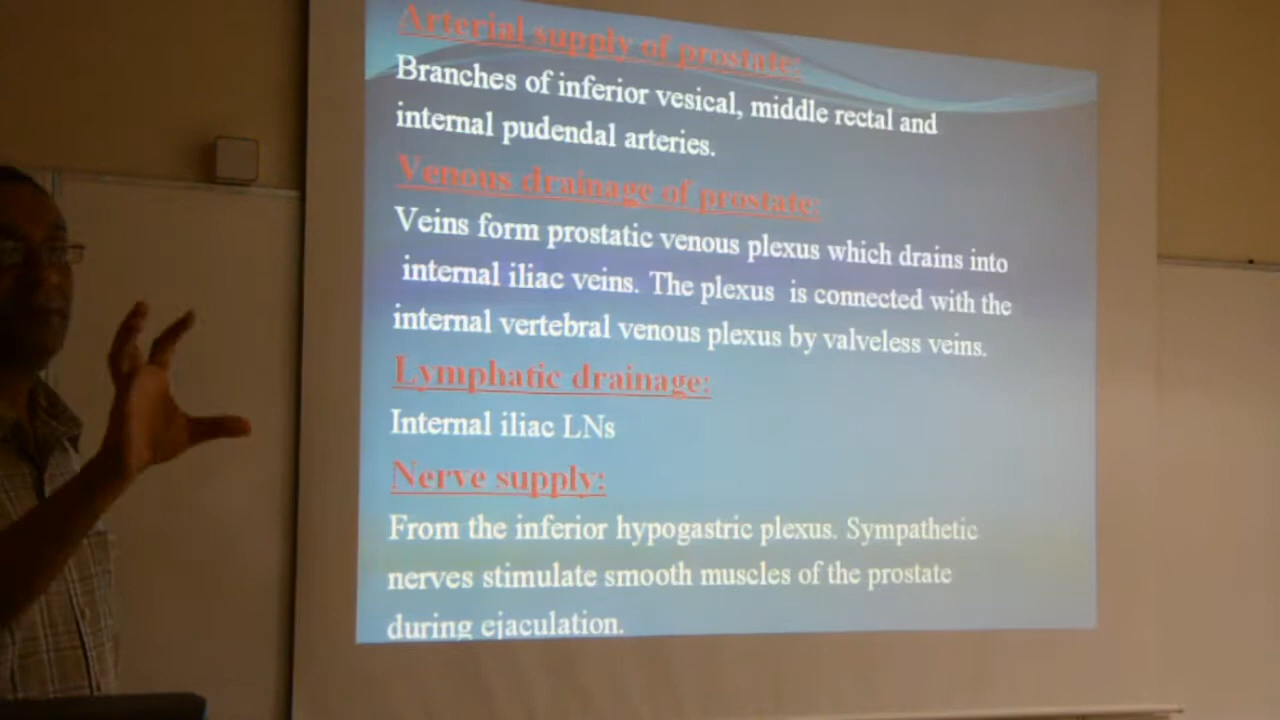 Arterial supply of prostate:
Branches of inferior vesical, middle rectal and
internal pudendal arteries.
Venous drainage of prostate:
Veins form prostatic venous plexus which drains into
internal iliac veins. The plexus is connected with the
internal vertebral venous plexus by valveless veins.
Lymphatic drainage:
Internal iliac LNs
Nerve supply:
From the inferior hypogastric plexus. Sympathetic
nerves stimulate smooth muscles of the prostate
during ejaculation.